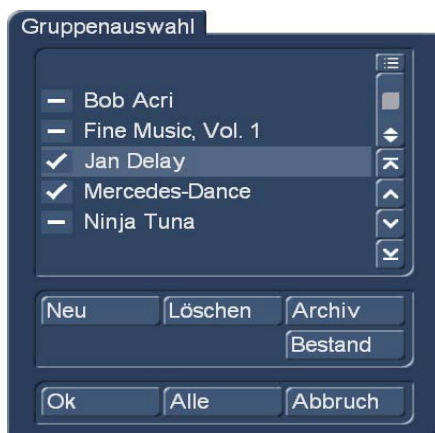 Gruppenauswahl
Bob Acri
Fine Music, Vol. 1
Jan Delay
Mercedes-Dance
Ninja Tuna
Neu Löschen Archiv
Bestand
Ok Alle Abbruch